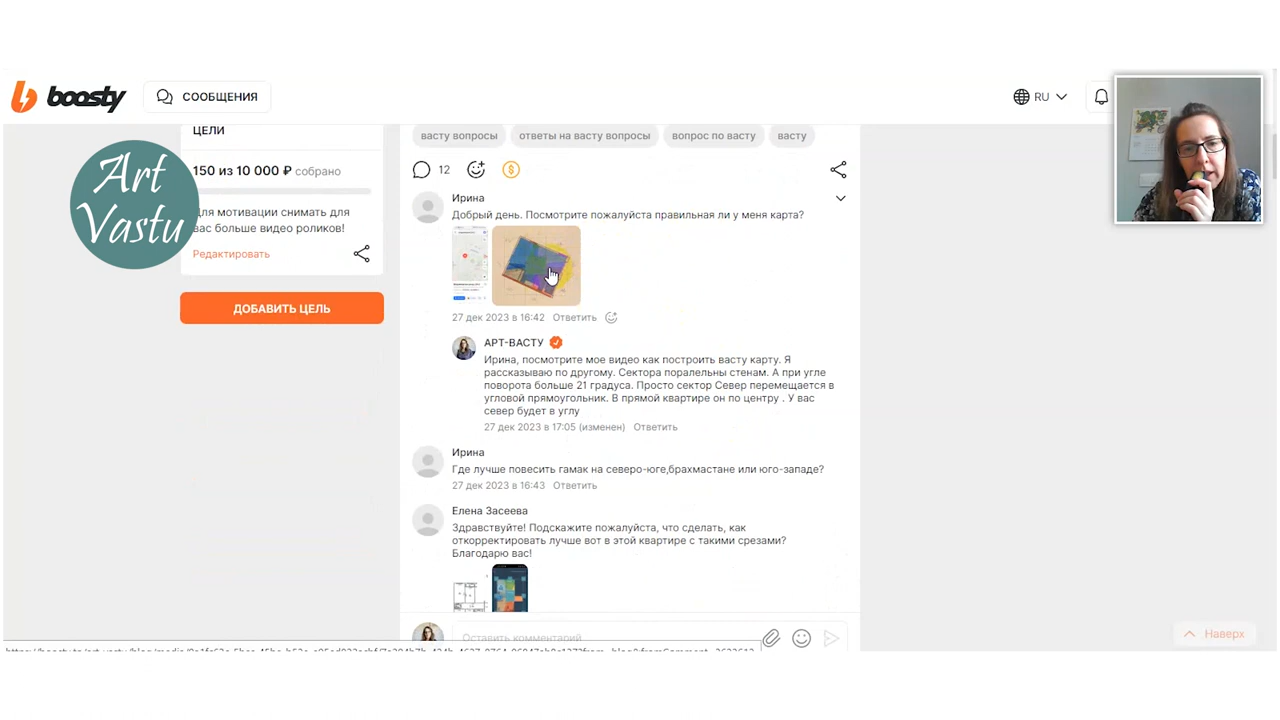 boosty
СООБЩЕНИЯ
RU
ЦЕЛИ
150 из 10 000 ₽ собрано
Для мотивации снимать для
вас больше видео роликов!
Редактировать
ДОБАВИТЬ ЦЕЛЬ
Art
Vastu
васту вопросы
ответы на васту вопросы
вопрос по васту
васту
12
Ирина
Добрый день. Посмотрите пожалуйста правильная ли у меня карта?
27 дек 2023 в 16:42 Ответить
АРТ-ВАСТУ
Ирина, посмотрите мое видео как построить васту карту. Я
рассказываю по другому. Сектора поралельны стенам. А при угле
поворота больше 21 градуса. Просто сектор Север перемещается в
угловой прямоугольник. В прямой квартире он по центру . У вас
север будет в углу
27 дек 2023 в 17:05 (изменен) Ответить
Ирина
Где лучше повесить гамак на северо-юге,брахмастане или юго-западе?
27 дек 2023 в 16:43 Ответить
Елена Засеева
Здравствуйте! Подскажите пожалуйста, что сделать, как
откорректировать лучше вот в этой квартире с такими срезами?
Благодарю вас!
Оставить комментарий
Наверх